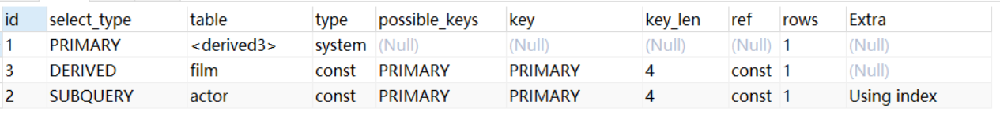 id select_type table type possible_keys key key_len ref rows Extra
1 PRIMARY <derived3> system (Null) (Null) (Null) (Null) 1 (Null)
3 DERIVED film const PRIMARY PRIMARY 4 const 1 (Null)
2 SUBQUERY actor const PRIMARY PRIMARY 4 const 1 Using index